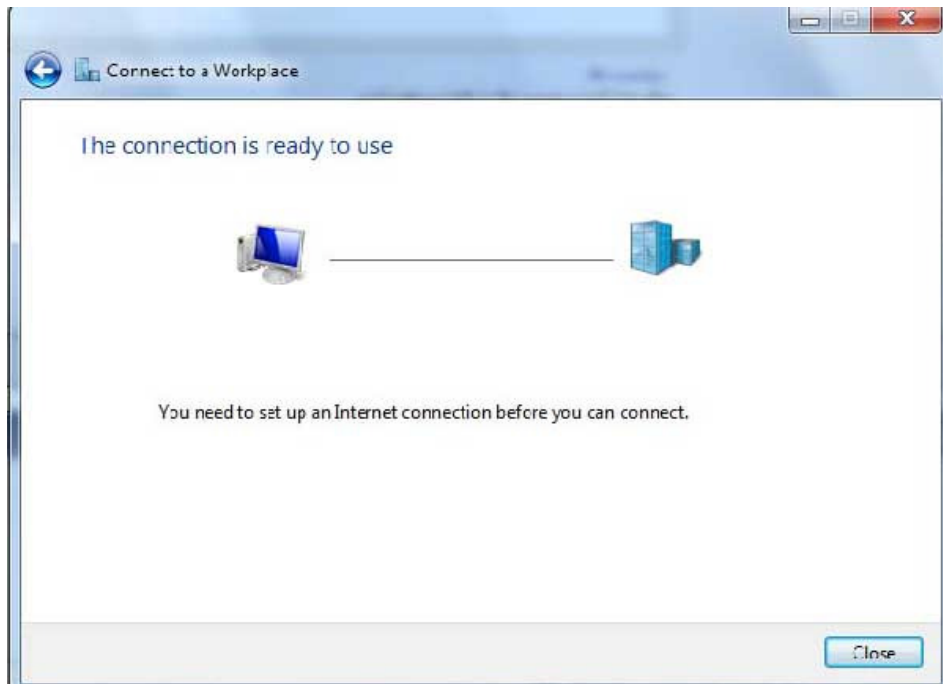 Connect to a Workplace
The connection is ready to use
You need to set up an Internet connection before you can connect.
Close